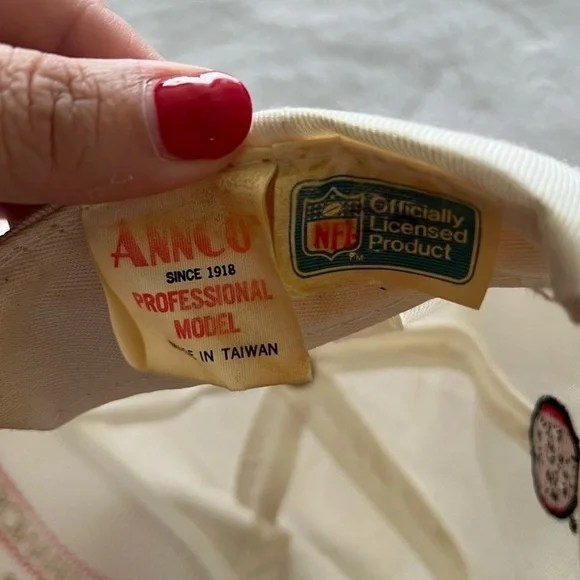 ANNCO
SINCE 1918
PROFESSIONAL
MODEL
IN TAIWAN
NFL
Officially
Licensed
Product